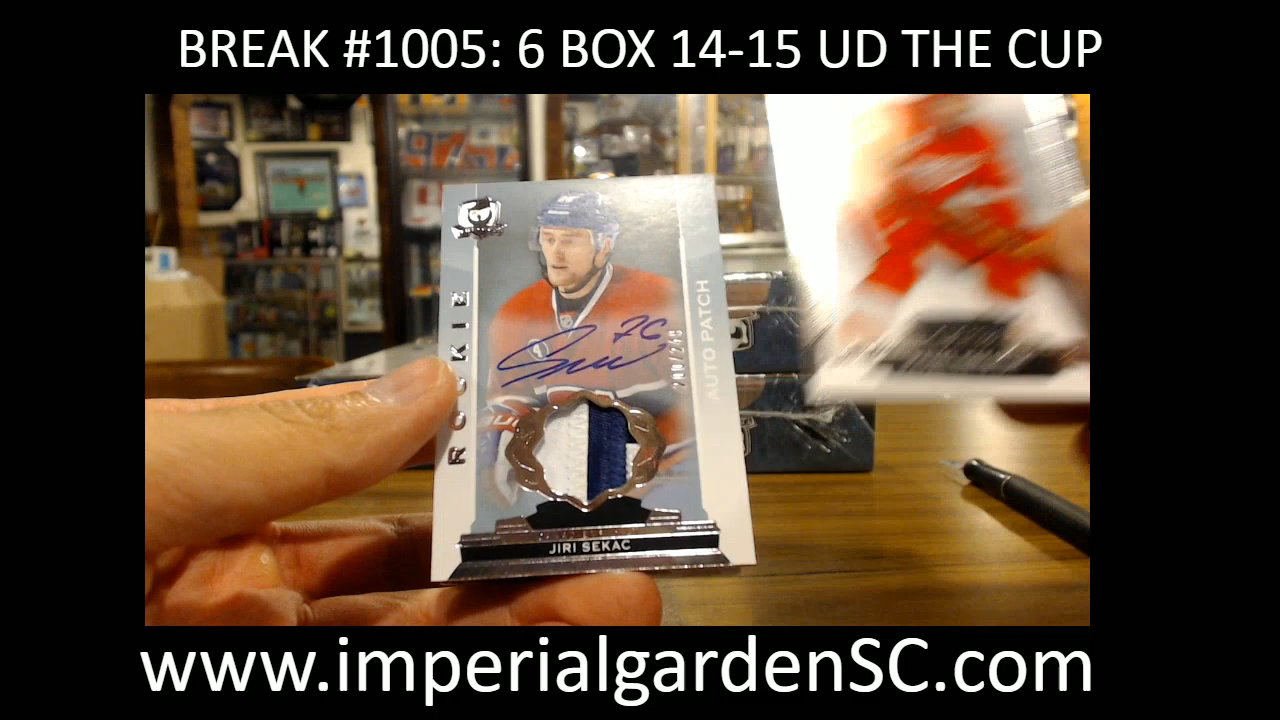 BREAK #1005: 6 BOX 14-15 UD THE CUP
ROOKIE
AUTO PATCH
JIRI SEKAC
www.imperialgardenSC.com